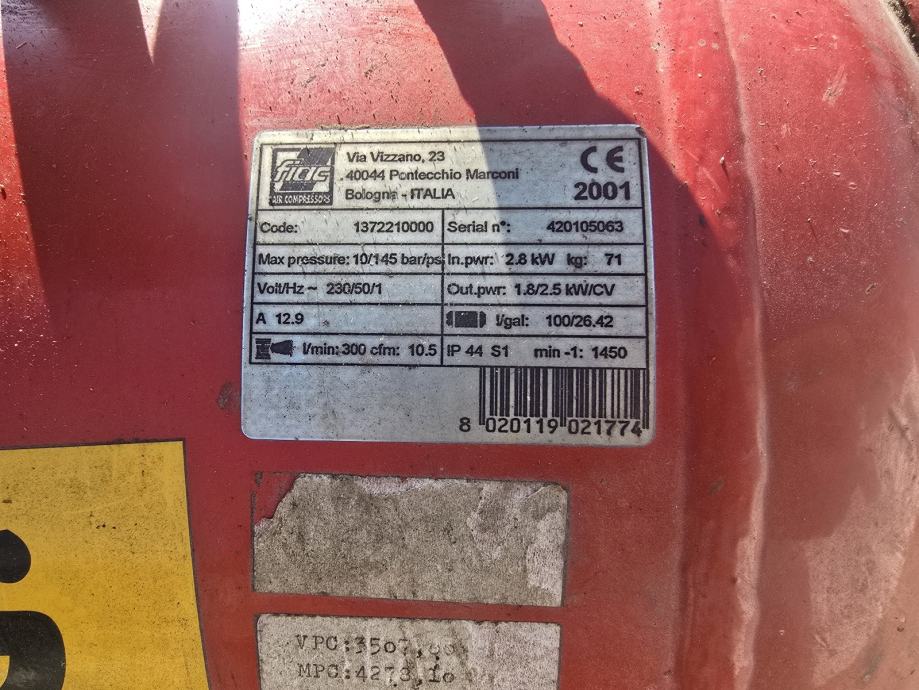 fiac
AIR COMPRESSORS
Via Vizzano, 23
40044 Pontecchio Marconi
Bologna - ITALIA
CE
2001
Code: 1372210000
Serial n°: 420105063
Max pressure: 10/145 bar/psi
In.pwr: 2.8 kW kg: 71
Volt/Hz ~ 230/50/1
Out.pwr: 1.8/2.5 kW/CV
A 12.9
l/gal: 100/26.42
l/min: 300 cfm: 10.5
IP 44 S1 min -1: 1450
8 020119 021774
VPC:3507,
MPC:4278,10